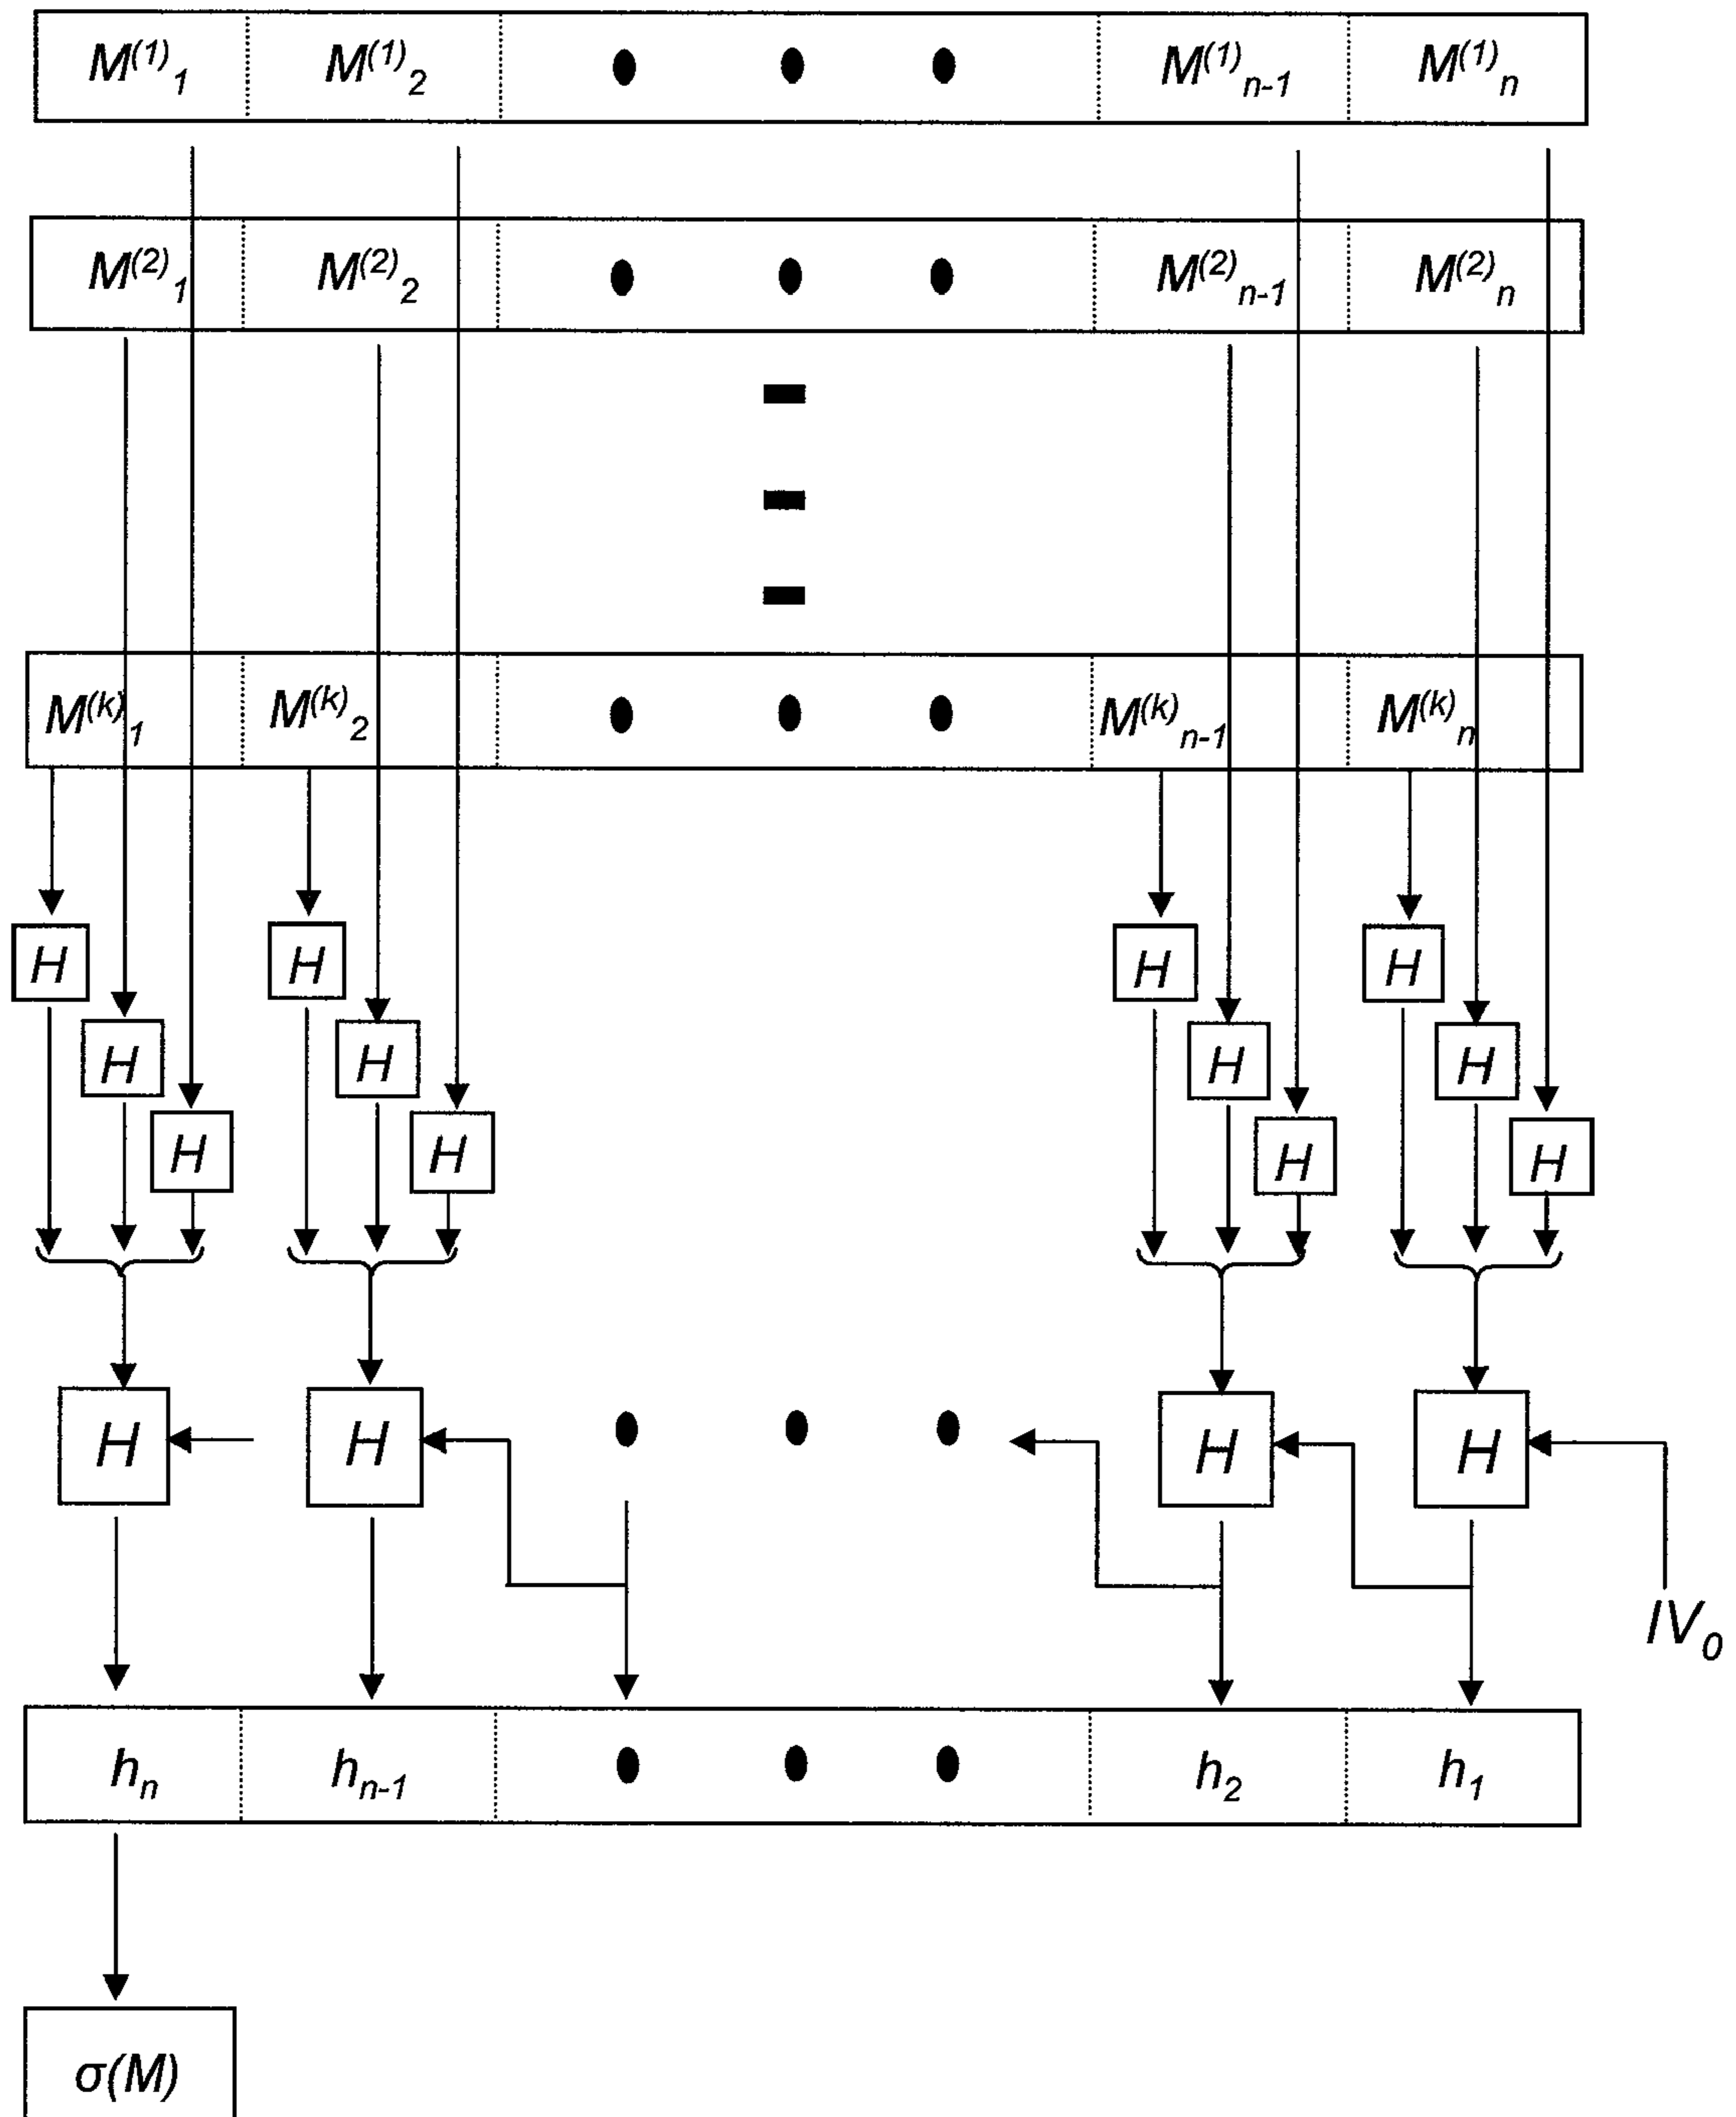 M(1)1 M(1)2 • • • M(1)n-1 M(1)n
M(2)1 M(2)2 • • • M(2)n-1 M(2)n
M(k)1 M(k)2 • • • M(k)n-1 M(k)n
H H H H
H H H H
H H H H
H H • • • H H
IV0
hn hn-1 • • • h2 h1
σ(M)